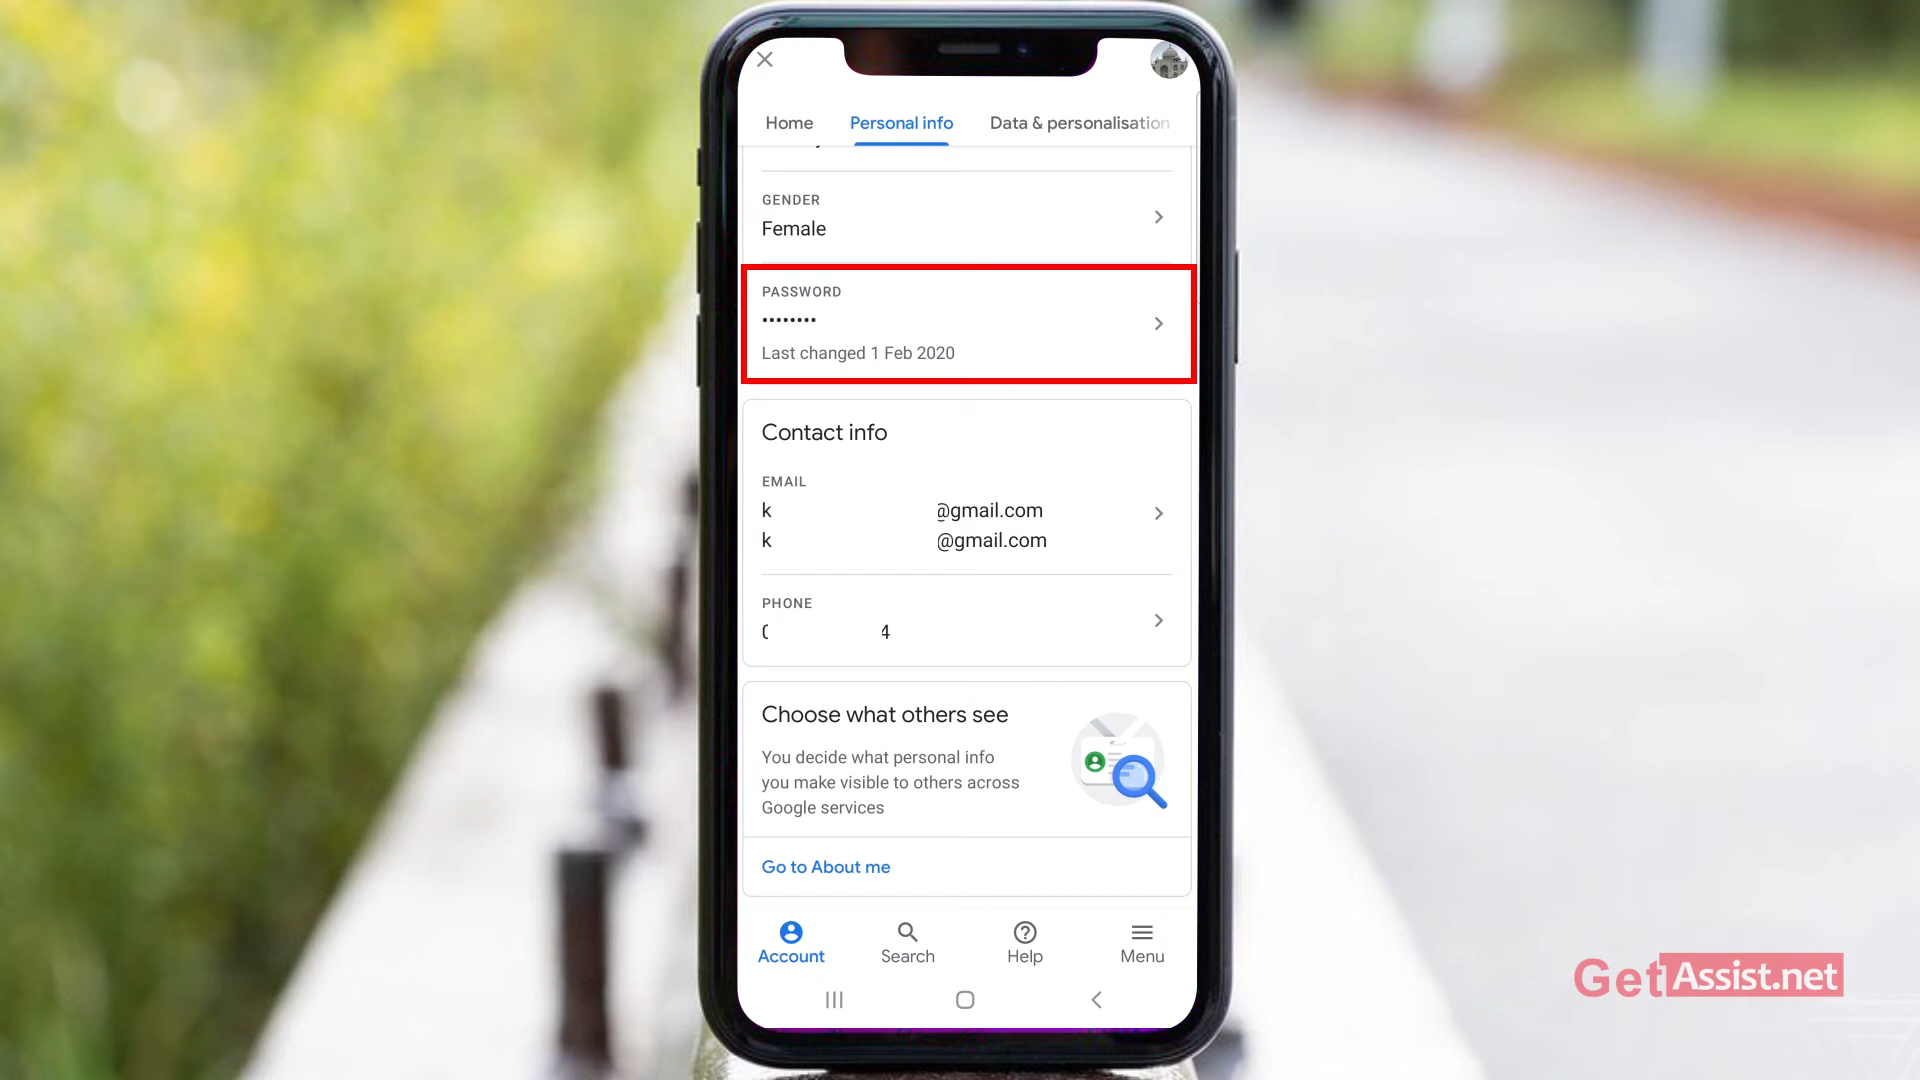 Home Personal info Data & personalisation
GENDER
Female
PASSWORD
••••••••
Last changed 1 Feb 2020
Contact info
EMAIL
k @gmail.com
k @gmail.com
PHONE
4
Choose what others see
You decide what personal info
you make visible to others across
Google services
Go to About me
Account Search Help Menu
GetAssist.net